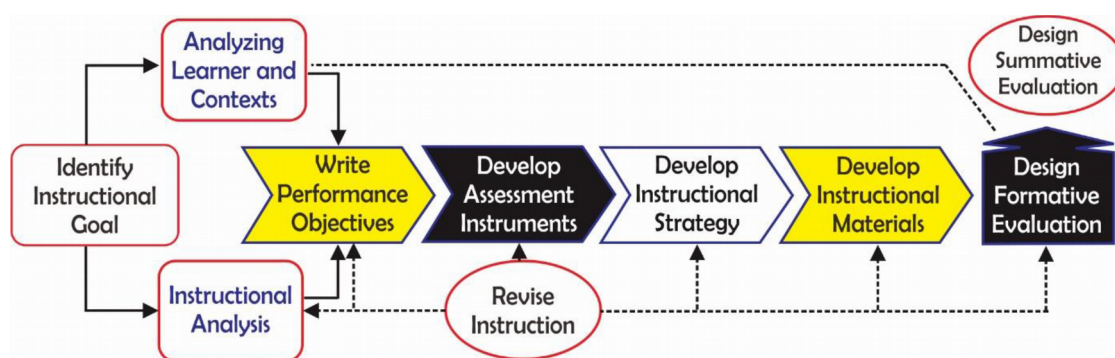 Analyzing
Learner and
Contexts
Design
Summative
Evaluation
Identify
Instructional
Goal
Write
Performance
Objectives
Develop
Assessment
Instruments
Develop
Instructional
Strategy
Develop
Instructional
Materials
Design
Formative
Evaluation
Instructional
Analysis
Revise
Instruction